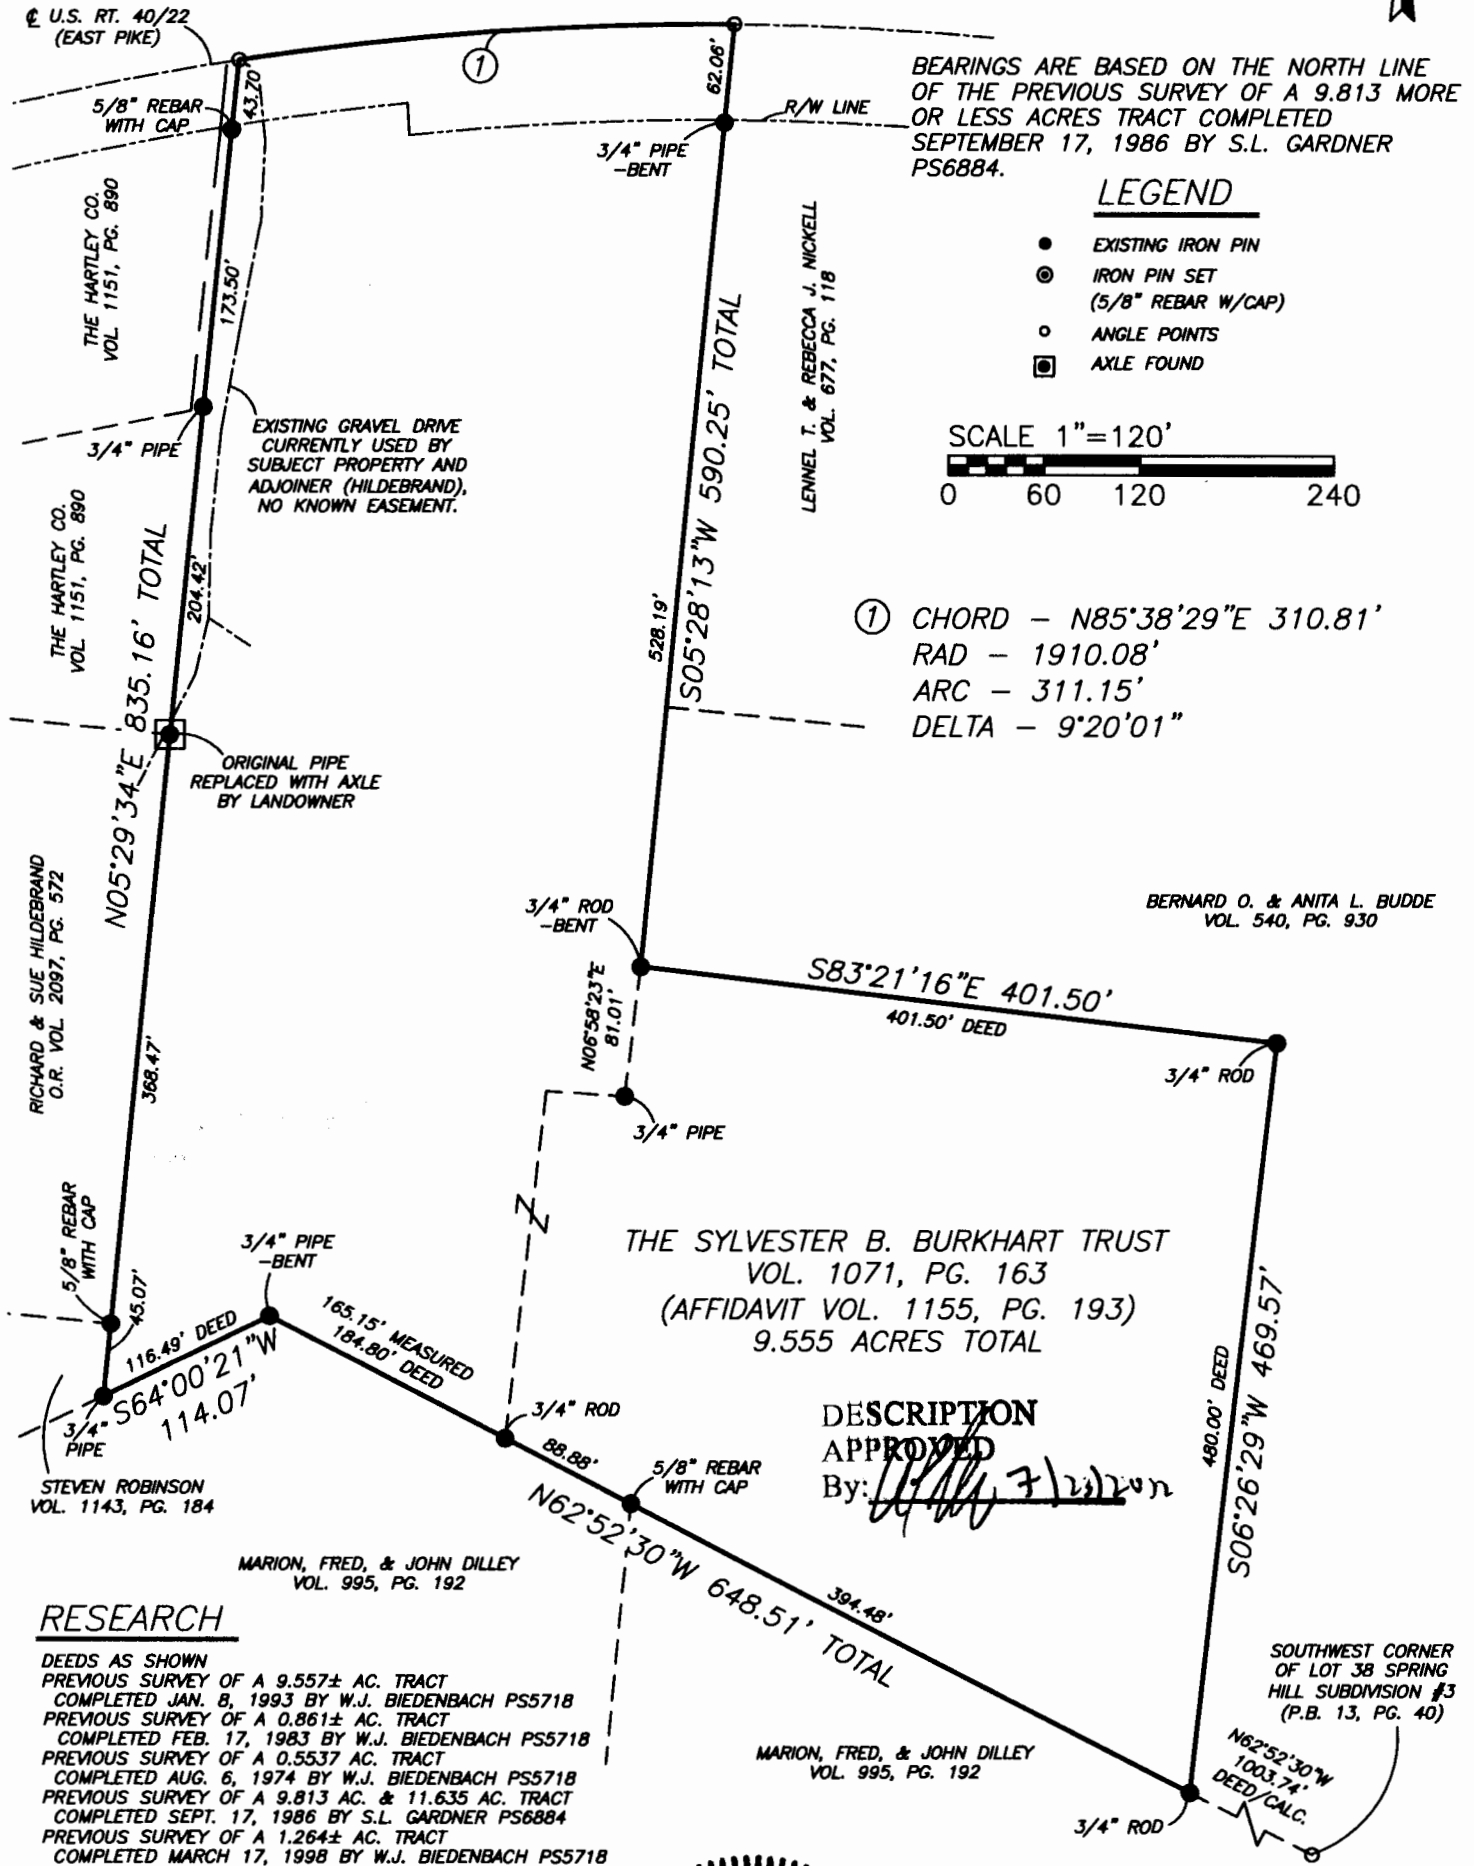 ℄ U.S. RT. 40/22
(EAST PIKE)
1
43.70'
62.06'
5/8" REBAR
WITH CAP
3/4" PIPE
-BENT
R/W LINE
BEARINGS ARE BASED ON THE NORTH LINE
OF THE PREVIOUS SURVEY OF A 9.813 MORE
OR LESS ACRES TRACT COMPLETED
SEPTEMBER 17, 1986 BY S.L. GARDNER
PS6884.
LEGEND
EXISTING IRON PIN
IRON PIN SET
(5/8" REBAR W/CAP)
ANGLE POINTS
AXLE FOUND
THE HARTLEY CO.
VOL. 1151, PG. 890
173.50'
LENNEL T. & REBECCA J. NICKELL
VOL. 677, PG. 118
3/4" PIPE
EXISTING GRAVEL DRIVE
CURRENTLY USED BY
SUBJECT PROPERTY AND
ADJOINER (HILDEBRAND),
NO KNOWN EASEMENT.
SCALE 1"=120'
0 60 120 240
THE HARTLEY CO.
VOL. 1151, PG. 890
204.42'
N05°29'34"E 835.16' TOTAL
528.19'
S05°28'13"W 590.25' TOTAL
1 CHORD - N85°38'29"E 310.81'
RAD - 1910.08'
ARC - 311.15'
DELTA - 9°20'01"
ORIGINAL PIPE
REPLACED WITH AXLE
BY LANDOWNER
RICHARD & SUE HILDEBRAND
O.R. VOL. 2097, PG. 572
368.47'
3/4" ROD
-BENT
BERNARD O. & ANITA L. BUDDE
VOL. 540, PG. 930
S83°21'16"E 401.50'
401.50' DEED
N06°58'23"E
81.01'
3/4" ROD
3/4" PIPE
5/8" REBAR
WITH CAP
45.07'
3/4" PIPE
-BENT
116.49' DEED
S64°00'21"W
114.07'
165.15' MEASURED
184.80' DEED
THE SYLVESTER B. BURKHART TRUST
VOL. 1071, PG. 163
(AFFIDAVIT VOL. 1155, PG. 193)
9.555 ACRES TOTAL
480.00' DEED
S06°26'29"W 469.57'
3/4"
PIPE
3/4" ROD
88.88'
5/8" REBAR
WITH CAP
DESCRIPTION
APPROVED
By:
STEVEN ROBINSON
VOL. 1143, PG. 184
N62°52'30"W 648.51' TOTAL
394.48'
MARION, FRED, & JOHN DILLEY
VOL. 995, PG. 192
RESEARCH
DEEDS AS SHOWN
PREVIOUS SURVEY OF A 9.557± AC. TRACT
COMPLETED JAN. 8, 1993 BY W.J. BIEDENBACH PS5718
PREVIOUS SURVEY OF A 0.861± AC. TRACT
COMPLETED FEB. 17, 1983 BY W.J. BIEDENBACH PS5718
PREVIOUS SURVEY OF A 0.5537 AC. TRACT
COMPLETED AUG. 6, 1974 BY W.J. BIEDENBACH PS5718
PREVIOUS SURVEY OF A 9.813 AC. & 11.635 AC. TRACT
COMPLETED SEPT. 17, 1986 BY S.L. GARDNER PS6884
PREVIOUS SURVEY OF A 1.264± AC. TRACT
COMPLETED MARCH 17, 1998 BY W.J. BIEDENBACH PS5718
MARION, FRED, & JOHN DILLEY
VOL. 995, PG. 192
SOUTHWEST CORNER
OF LOT 38 SPRING
HILL SUBDIVISION #3
(P.B. 13, PG. 40)
N62°52'30"W
1003.74'
DEED/CALC.
3/4" ROD